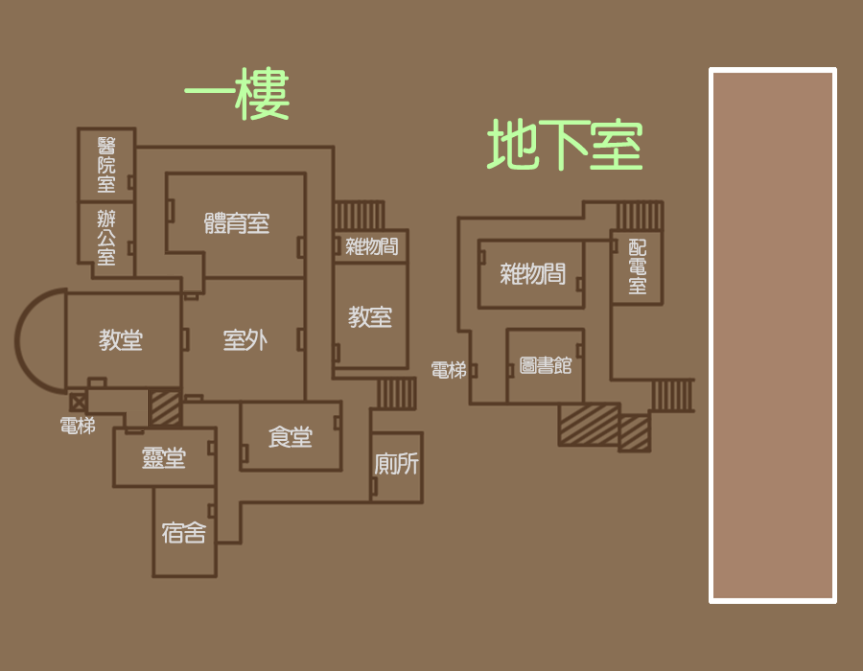 一樓
地下室
醫院室
體育室
辦公室
雜物間
配電室
雜物間
教室
教堂
室外
圖書館
電梯
電梯
食堂
靈堂
廁所
宿舍